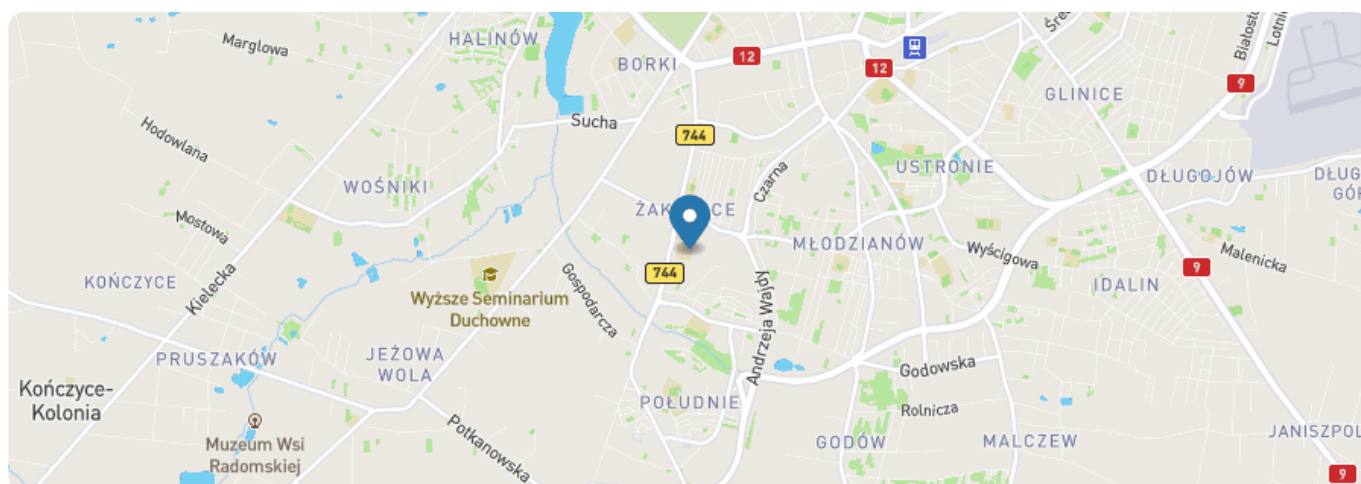 Marglowa
HALINÓW
BORKI
12
12
Białosto
Lotni
9
GLINICE
Hodowlana
Sucha
744
Czarna
USTRONIE
DŁUGOJÓW
WOŚNIKI
Mostowa
MŁODZIANÓW
Wyścigowa
Malenicka
KOŃCZYCE
Kielecka
Wyższe Seminarium
Duchowne
Gospodarcza
744
Andrzeja Wajdy
IDALIN
9
PRUSZAKÓW
JEŻOWA
WOLA
Godowska
Kończyce-
Kolonia
POŁUDNIE
Rolnicza
Muzeum Wsi
Radomskiej
Potkanowska
GODÓW
MALCZEW
JANISZPOL
9